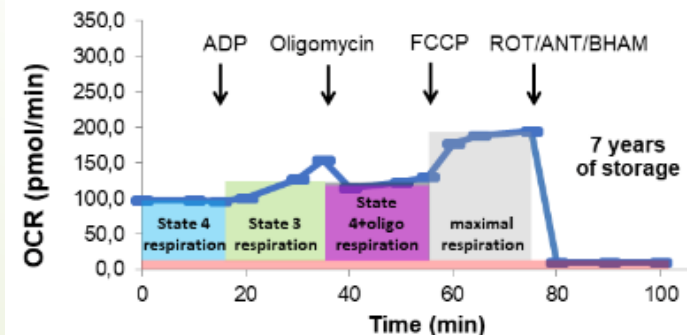 350,0
300,0
250,0
200,0
150,0
100,0
50,0
0,0
OCR (pmol/min)
ADP
Oligomycin
FCCP
ROT/ANT/BHAM
7 years
of storage
State 4
respiration
State 3
respiration
State
4+oligo
respiration
maximal
respiration
0
20
40
60
80
100
Time (min)